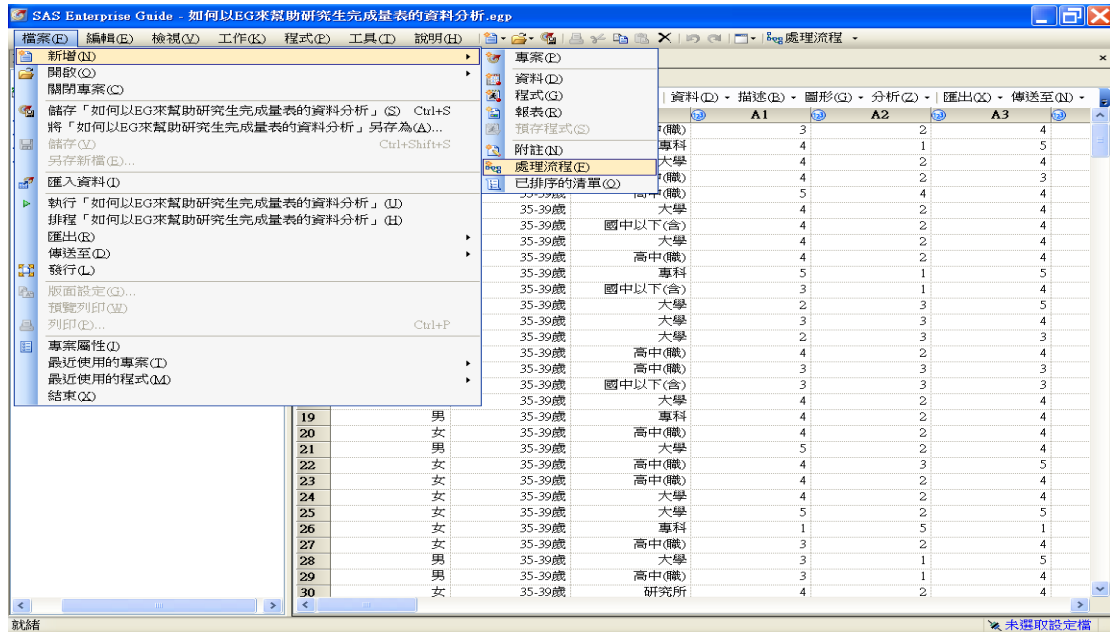 SAS Enterprise Guide - 如何以EG來幫助研究生完成量表的資料分析.egp
檔案(F) 編輯(E) 檢視(V) 工作(K) 程式(P) 工具(T) 說明(H) 處理流程
新增(N)
開啟(O)
關閉專案(C)
儲存「如何以EG來幫助研究生完成量表的資料分析」(S) Ctrl+S
將「如何以EG來幫助研究生完成量表的資料分析」另存為(A)...
儲存(V) Ctrl+Shift+S
另存新檔(E)...
匯入資料(I)
執行「如何以EG來幫助研究生完成量表的資料分析」(U)
排程「如何以EG來幫助研究生完成量表的資料分析」(H)
匯出(R)
傳送至(D)
發行(L)
版面設定(G)...
預覽列印(W)
列印(P)... Ctrl+P
專案屬性(J)
最近使用的專案(T)
最近使用的程式(M)
結束(X)
專案(P)
資料(D)
程式(G)
報表(R)
預存程式(S)
附註(N)
處理流程(F)
已排序的清單(O)
資料(D) 描述(B) 圖形(G) 分析(Z) 匯出(X) 傳送至(N)
A1 A2 A3
(職) 3 2 4
專科 4 1 5
大學 4 2 4
(職) 4 2 3
35-39歲 高中(職) 5 4 4
35-39歲 大學 4 2 4
35-39歲 國中以下(含) 4 2 4
35-39歲 大學 4 2 4
35-39歲 高中(職) 4 2 4
35-39歲 專科 5 1 5
35-39歲 國中以下(含) 3 1 4
35-39歲 大學 2 3 5
35-39歲 大學 3 3 4
35-39歲 大學 2 3 3
35-39歲 高中(職) 4 2 4
35-39歲 高中(職) 3 3 3
35-39歲 國中以下(含) 3 3 3
35-39歲 大學 4 2 4
19 男 35-39歲 專科 4 2 4
20 女 35-39歲 高中(職) 4 2 4
21 男 35-39歲 大學 5 2 4
22 女 35-39歲 高中(職) 4 3 5
23 女 35-39歲 高中(職) 4 2 4
24 女 35-39歲 大學 4 2 4
25 女 35-39歲 大學 5 2 5
26 女 35-39歲 專科 1 5 1
27 女 35-39歲 高中(職) 3 2 4
28 男 35-39歲 大學 3 1 5
29 男 35-39歲 高中(職) 3 1 4
30 女 35-39歲 研究所 4 2 4
就緒 未選取設定檔